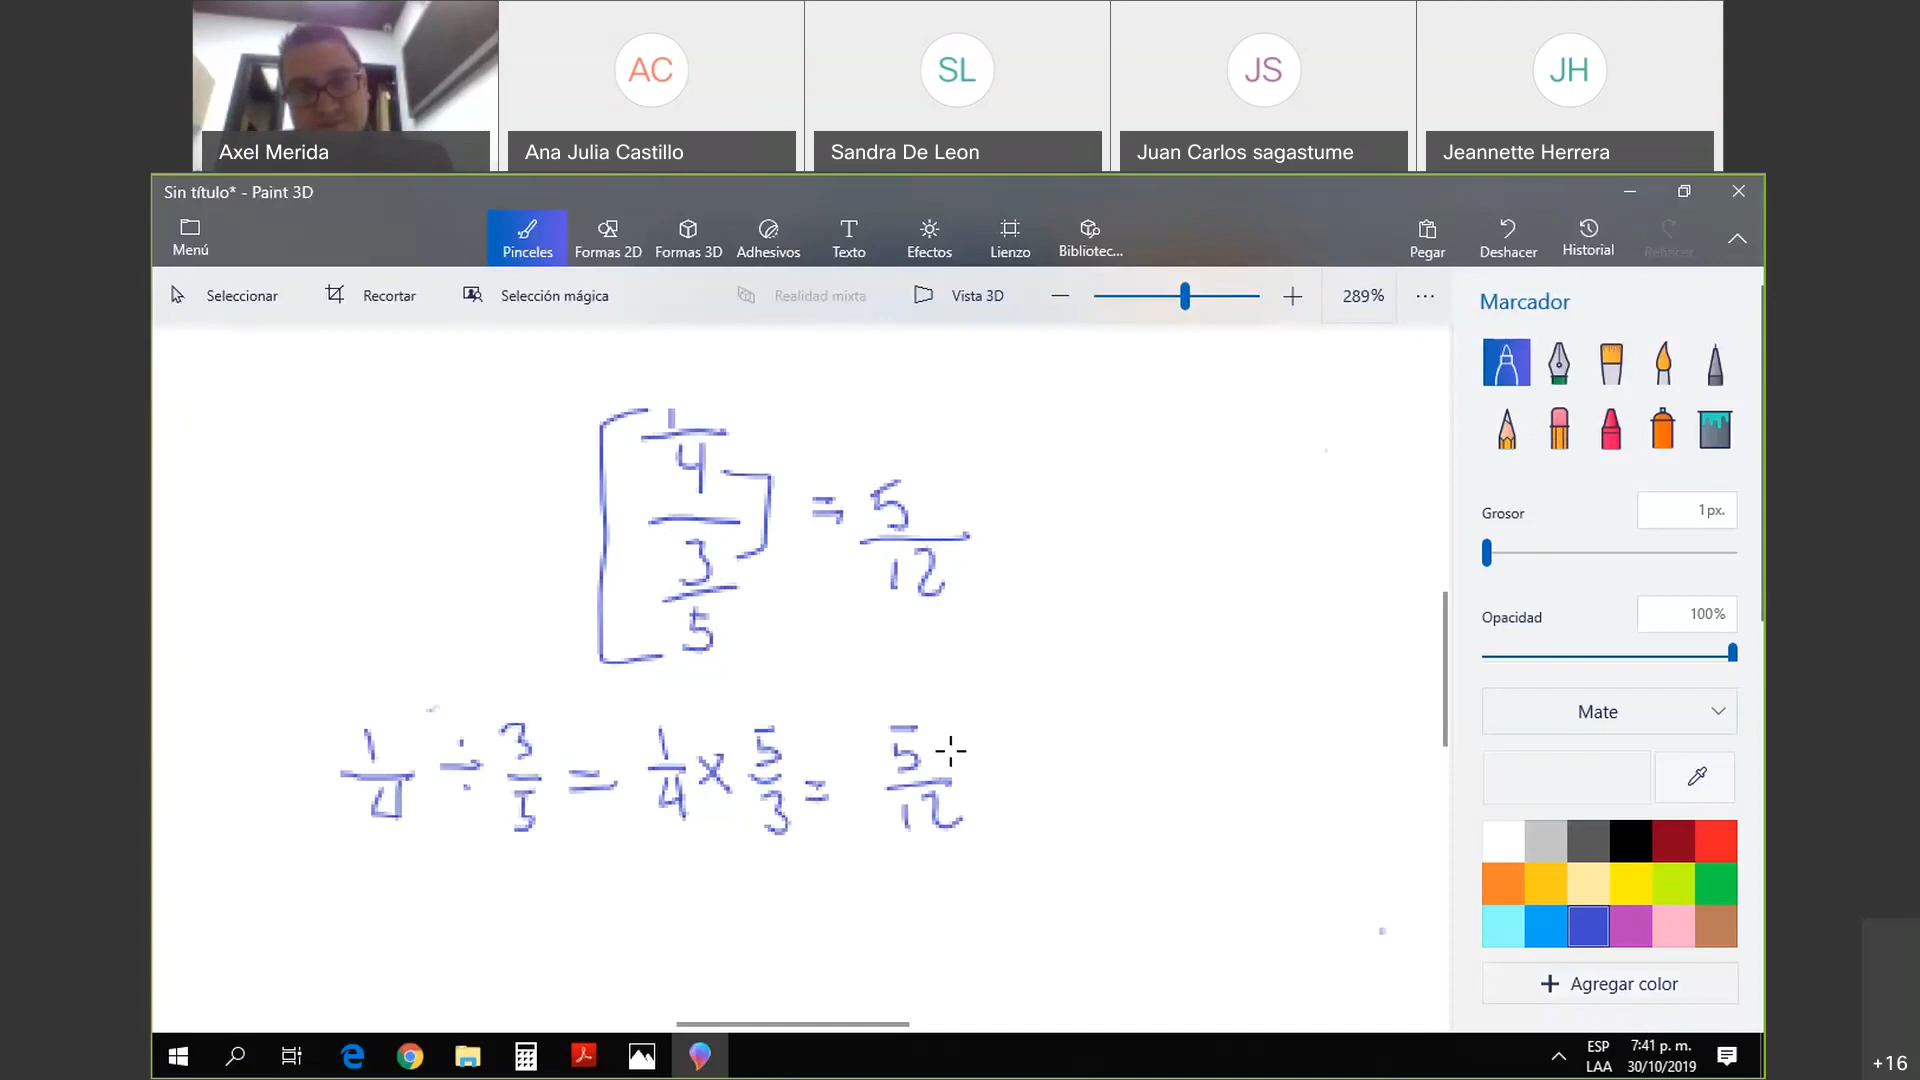 AC
SL
JS
JH
Axel Merida
Ana Julia Castillo
Sandra De Leon
Juan Carlos sagastume
Jeannette Herrera
Sin título* - Paint 3D
Menú
Pinceles
Formas 2D
Formas 3D
Adhesivos
Texto
Efectos
Lienzo
Bibliotec...
Pegar
Deshacer
Historial
Rehacer
Seleccionar
Recortar
Selección mágica
Realidad mixta
Vista 3D
289%
Marcador
Grosor
1px.
Opacidad
100%
Mate
Agregar color
1
4
3
5
= 5
12
1/4 ÷ 3/5 = 1/4 x 5/3 = 5/12
ESP
LAA
7:41 p. m.
30/10/2019
+16